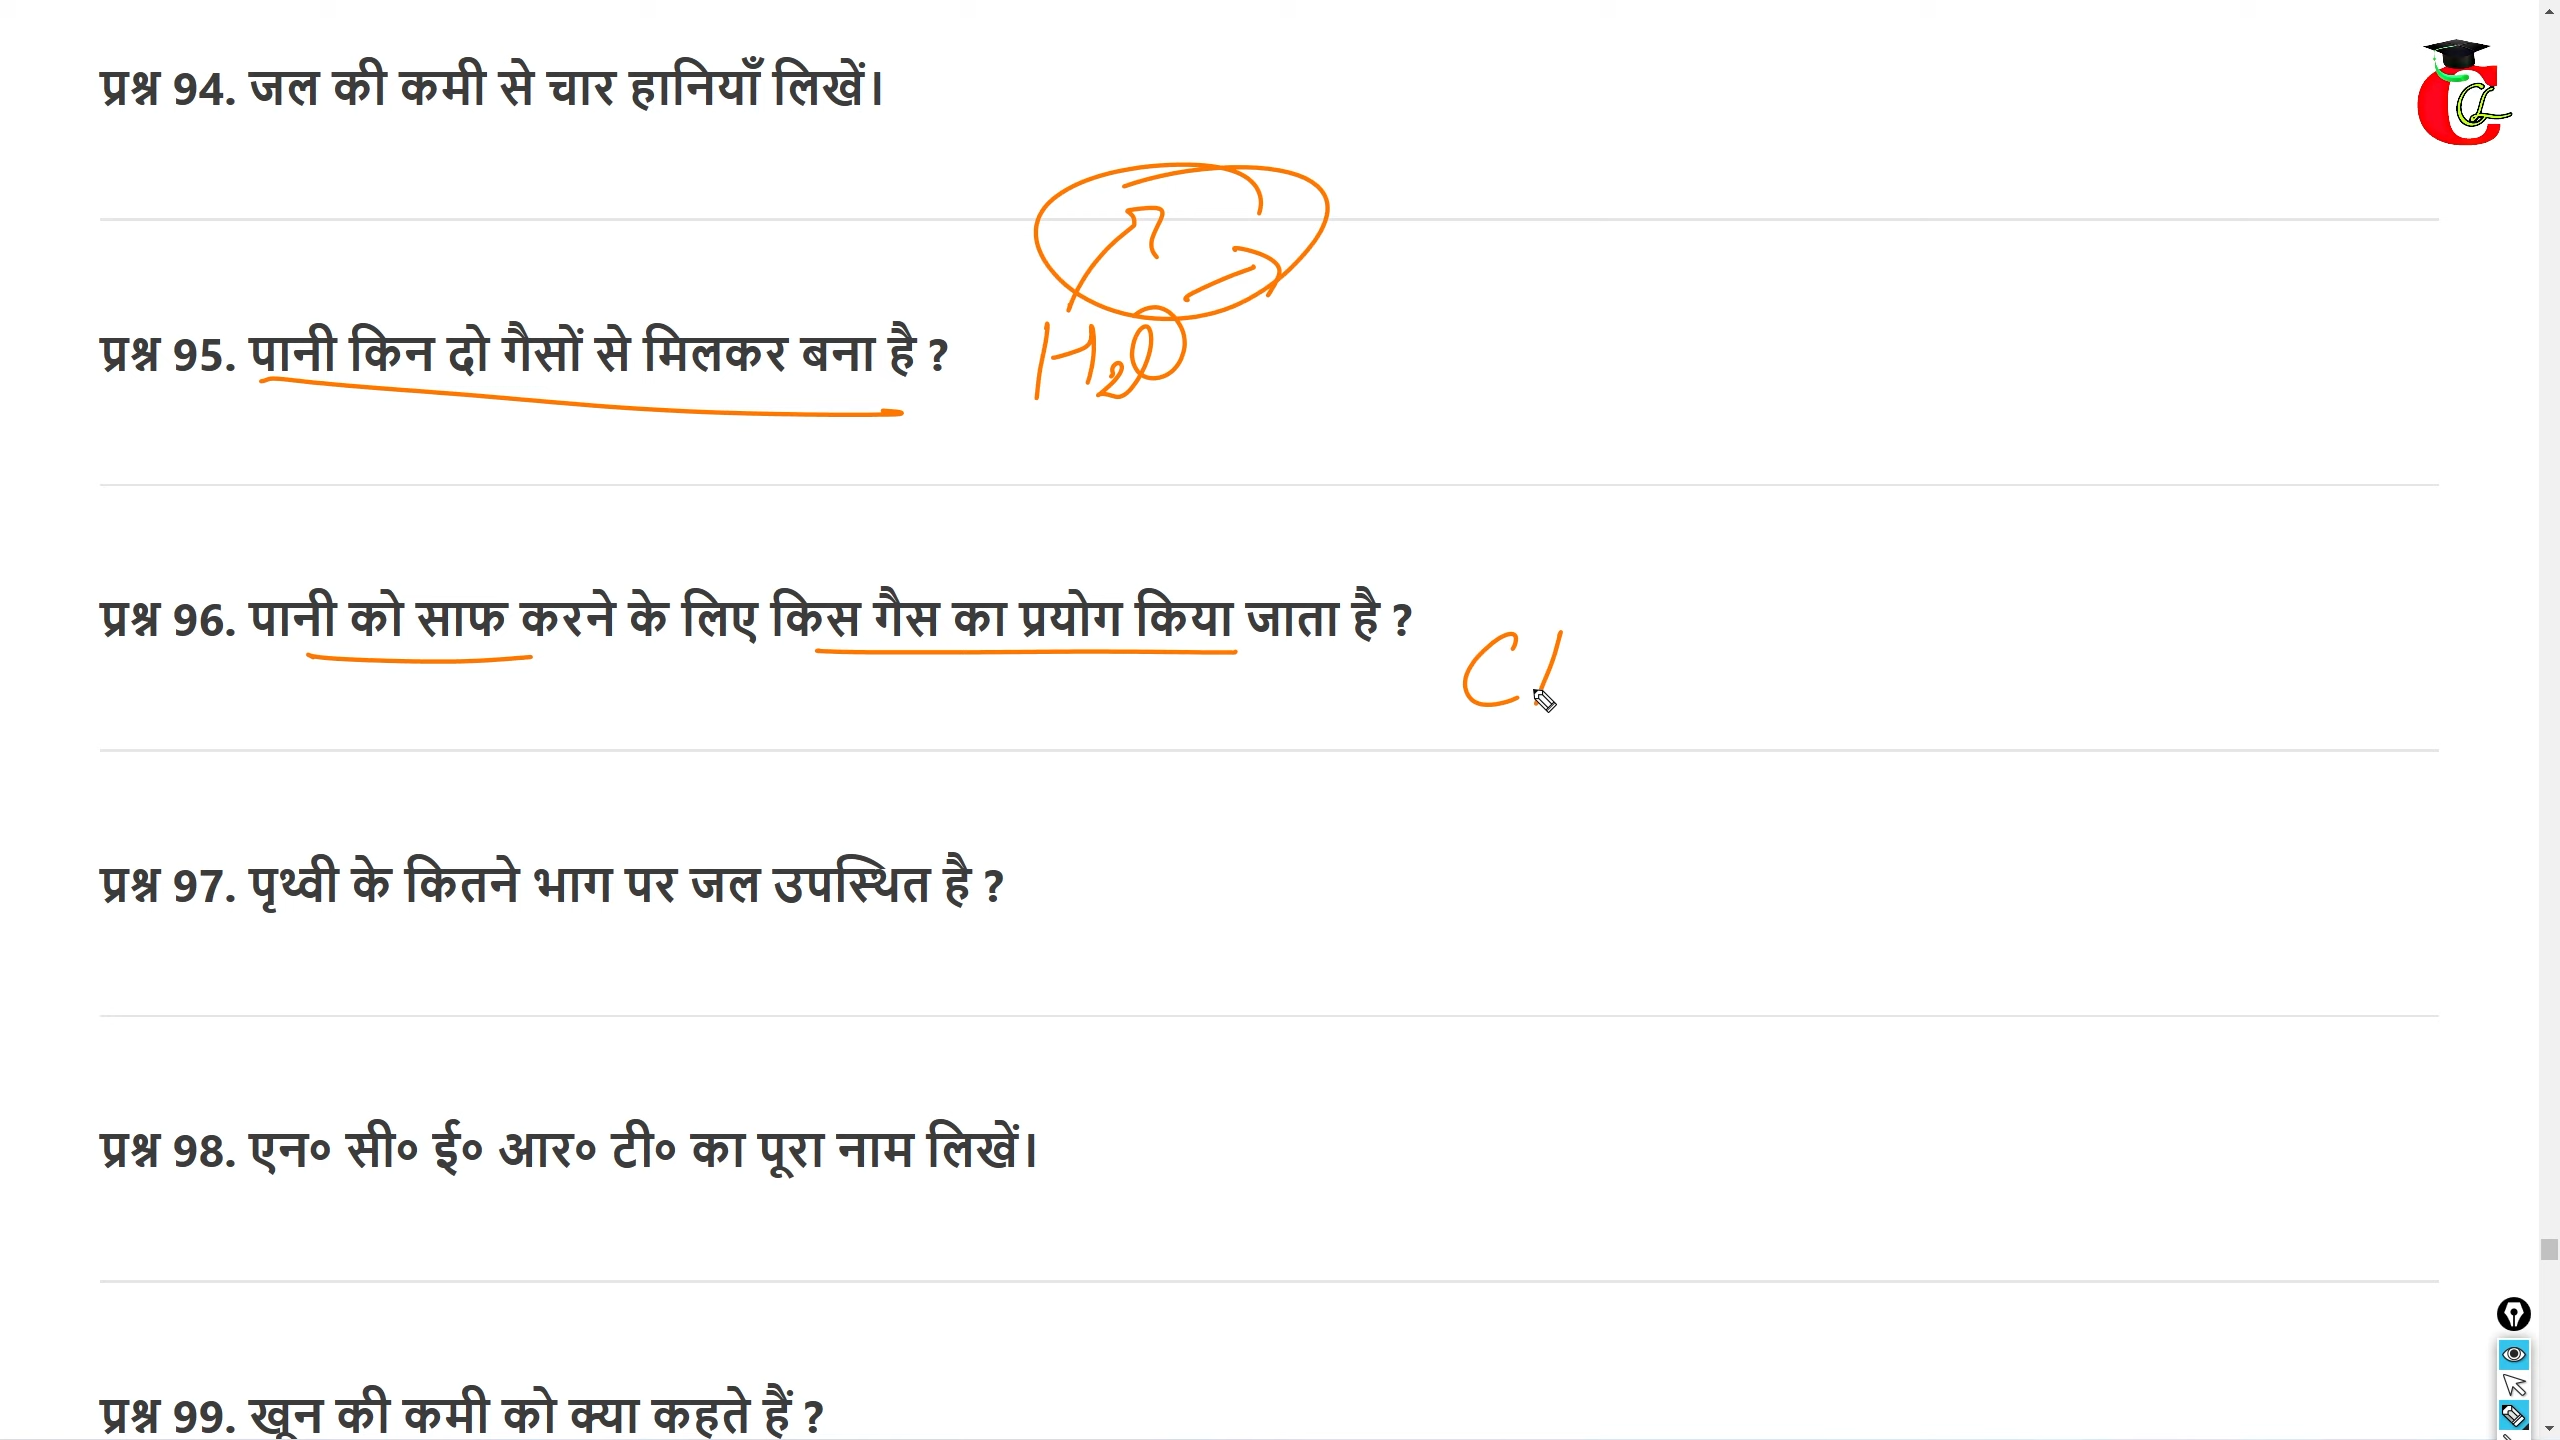 प्रश्न 94. जल की कमी से चार हानियाँ लिखें।
प्रश्न 95. पानी किन दो गैसों से मिलकर बना है ?
H2O
प्रश्न 96. पानी को साफ करने के लिए किस गैस का प्रयोग किया जाता है ?
Cl
प्रश्न 97. पृथ्वी के कितने भाग पर जल उपस्थित है ?
प्रश्न 98. एन० सी० ई० आर० टी० का पूरा नाम लिखें।
प्रश्न 99. खून की कमी को क्या कहते हैं ?